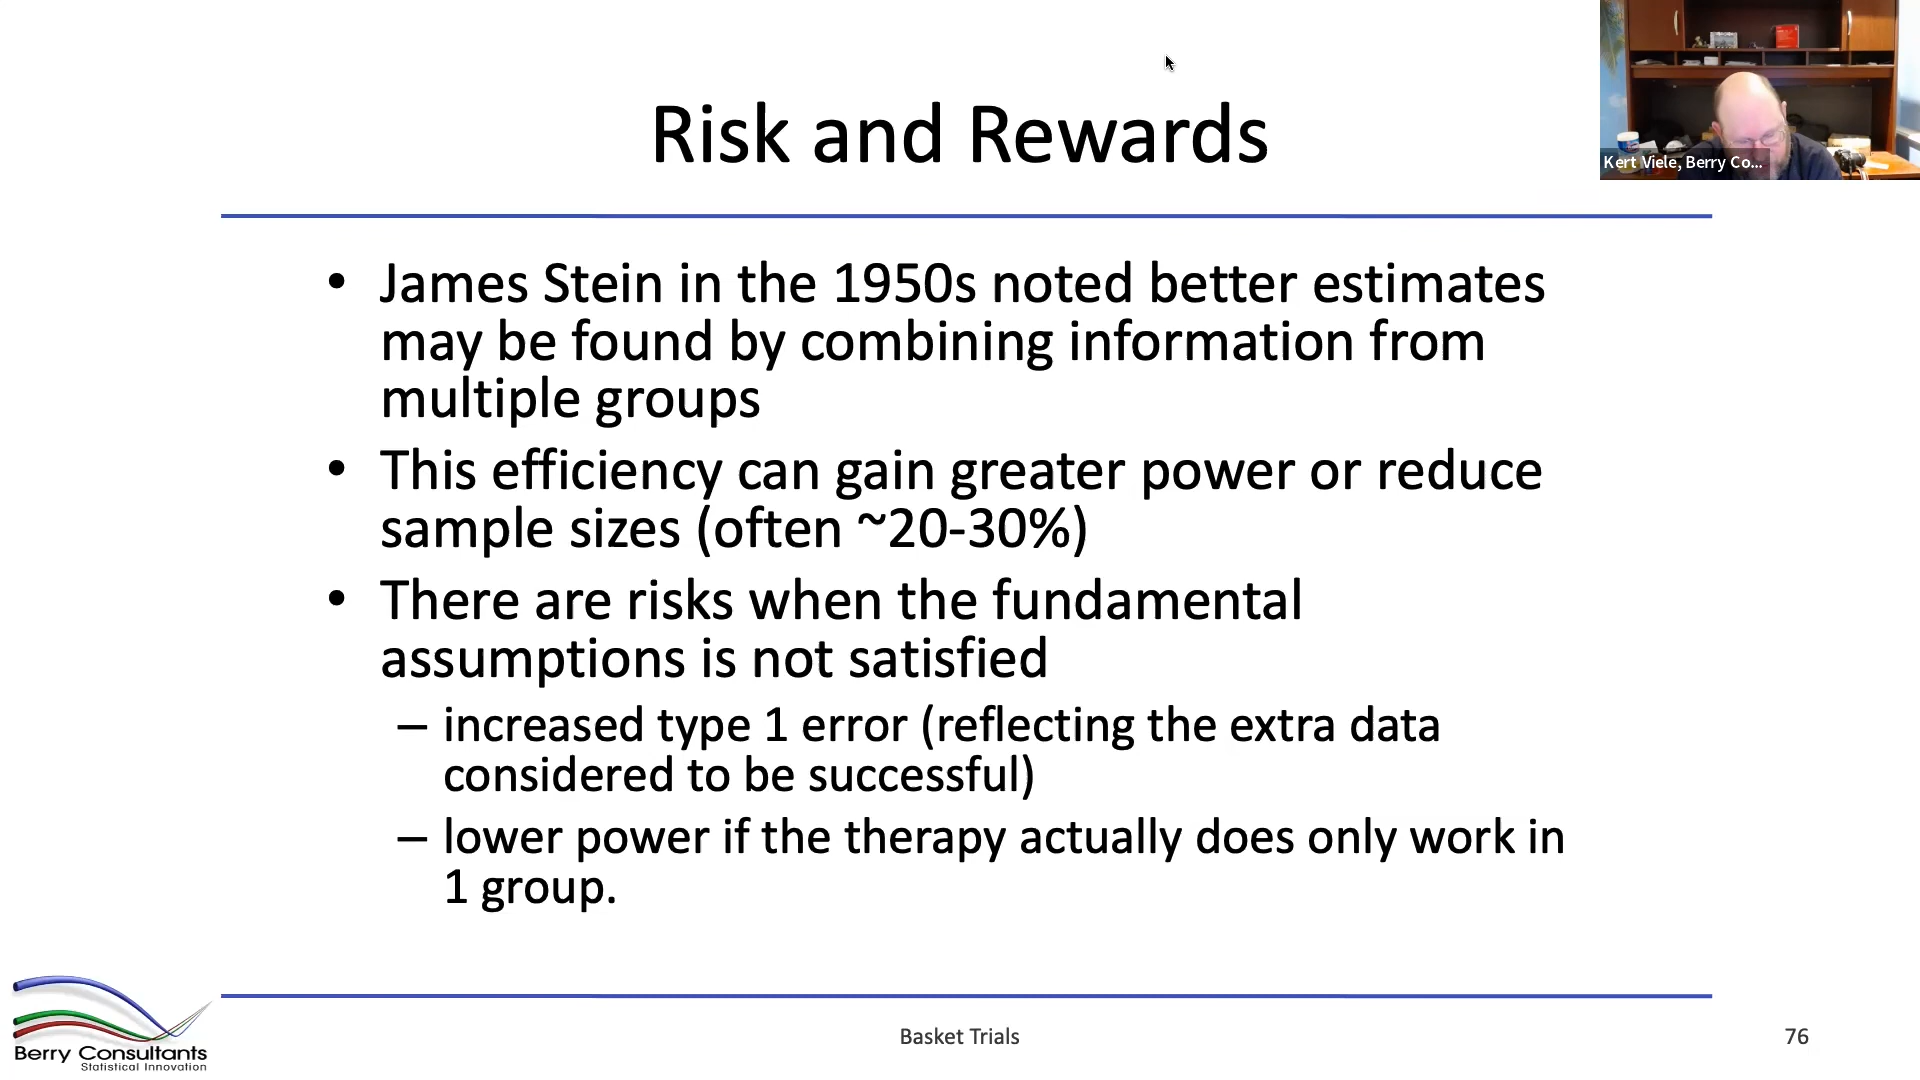 Risk and Rewards
Kert Viele, Berry Co...
• James Stein in the 1950s noted better estimates
may be found by combining information from
multiple groups
• This efficiency can gain greater power or reduce
sample sizes (often ~20-30%)
• There are risks when the fundamental
assumptions is not satisfied
– increased type 1 error (reflecting the extra data
considered to be successful)
– lower power if the therapy actually does only work in
1 group.
Berry Consultants
Statistical Innovation
Basket Trials
76